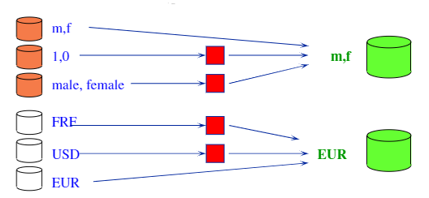 m,f
1,0
m,f
male, female
FRF
USD
EUR
EUR